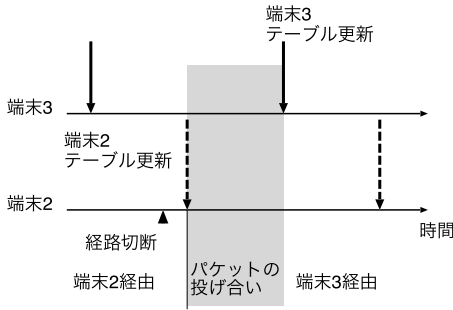 端末3
テーブル更新
端末3
端末2
テーブル更新
端末2
時間
経路切断
端末2経由
パケットの
投げ合い
端末3経由